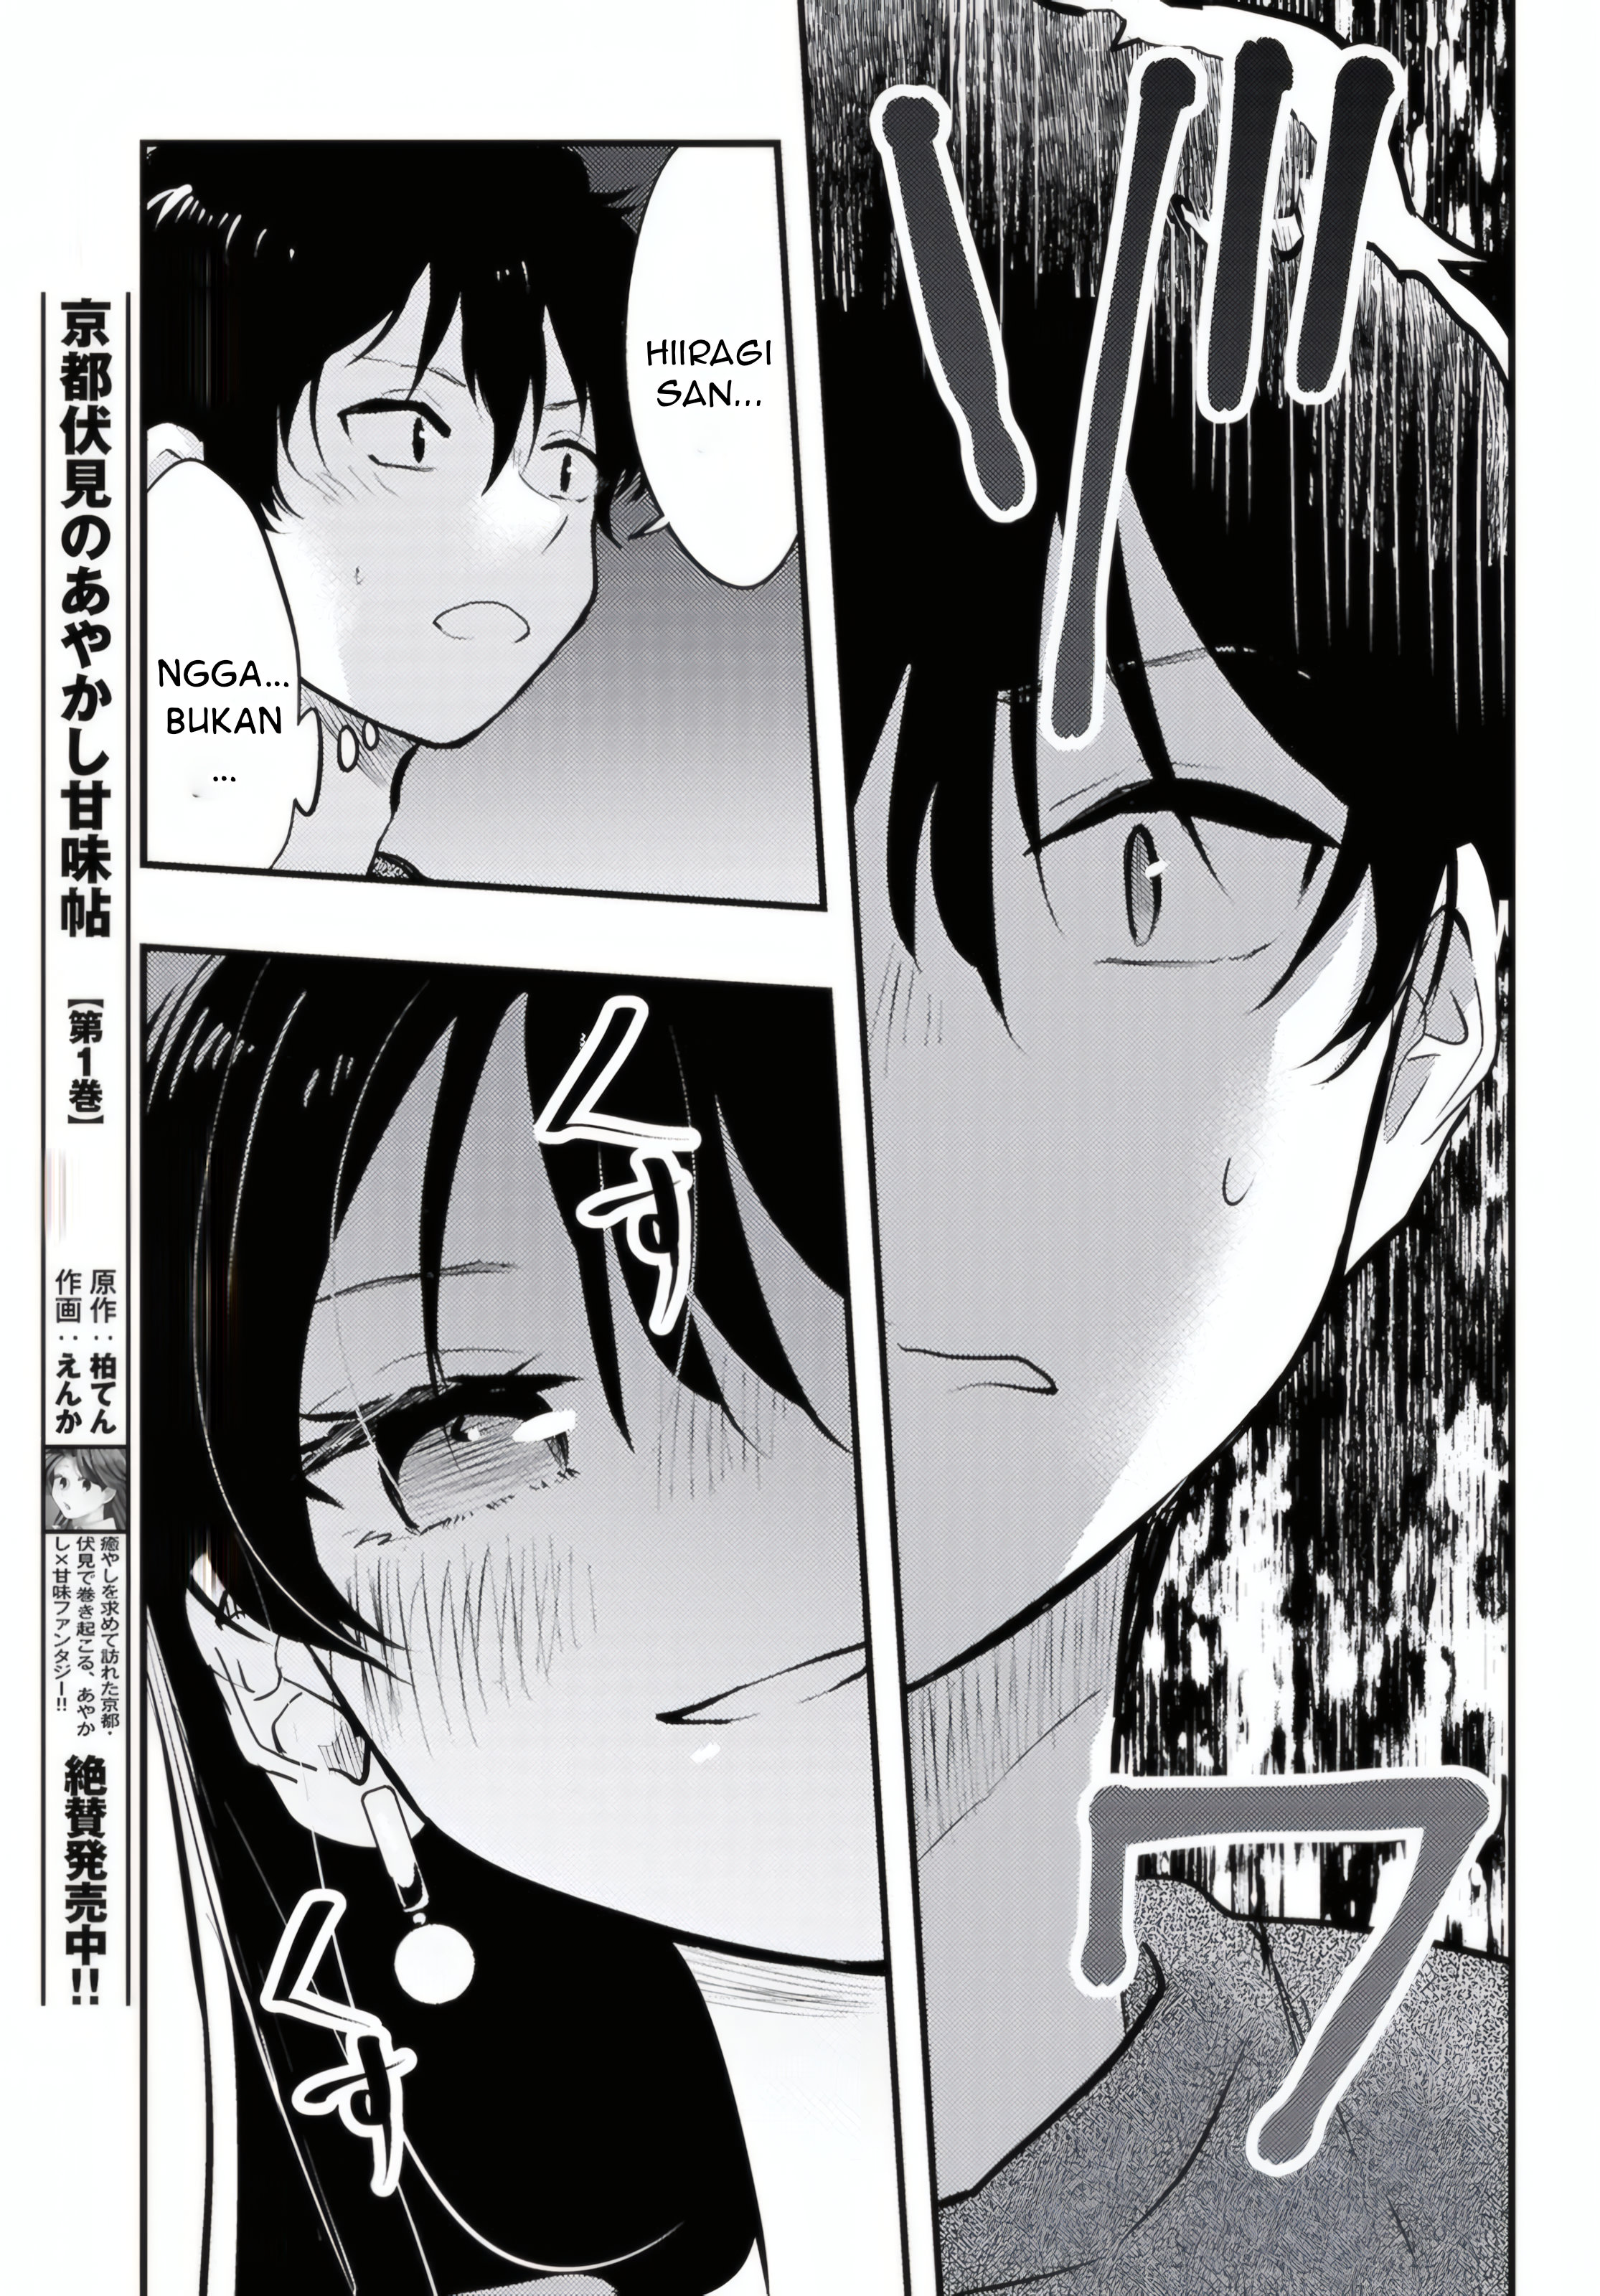 ゾワ
HIIRAGI
SAN...
NGGA...
BUKAN
...
くす
くす
京都伏見のあやかし甘味帖
【第1巻】
原作：柏てん
作画：えんか
癒やしを求めて訪れた京都・
伏見で巻き起こる、あやか
し×甘味ファンタジー!!
絶賛発売中!!